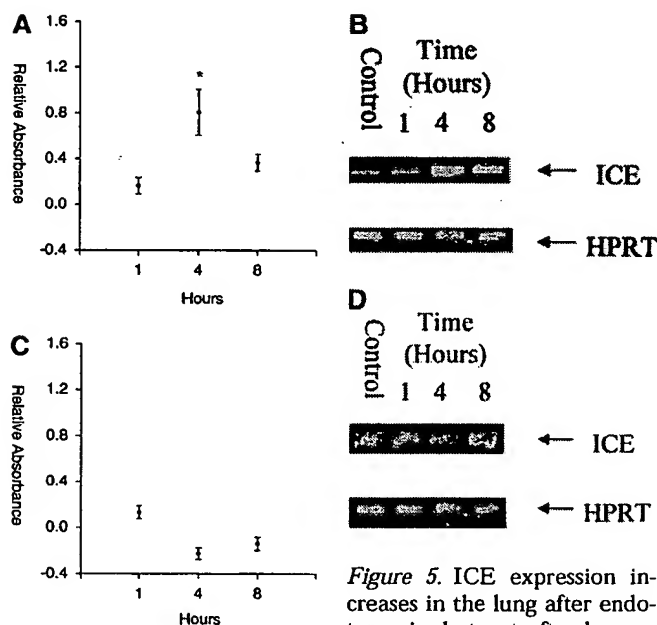 A
1.6
1.2
0.8
0.4
0.0
-0.4
Relative Absorbance
*
1 4 8
Hours
B
Control
Time
(Hours)
1 4 8
ICE
HPRT
C
1.6
1.2
0.8
0.4
0.0
-0.4
Relative Absorbance
1 4 8
Hours
D
Control
Time
(Hours)
1 4 8
ICE
HPRT
Figure 5. ICE expression in-
creases in the lung after endo-